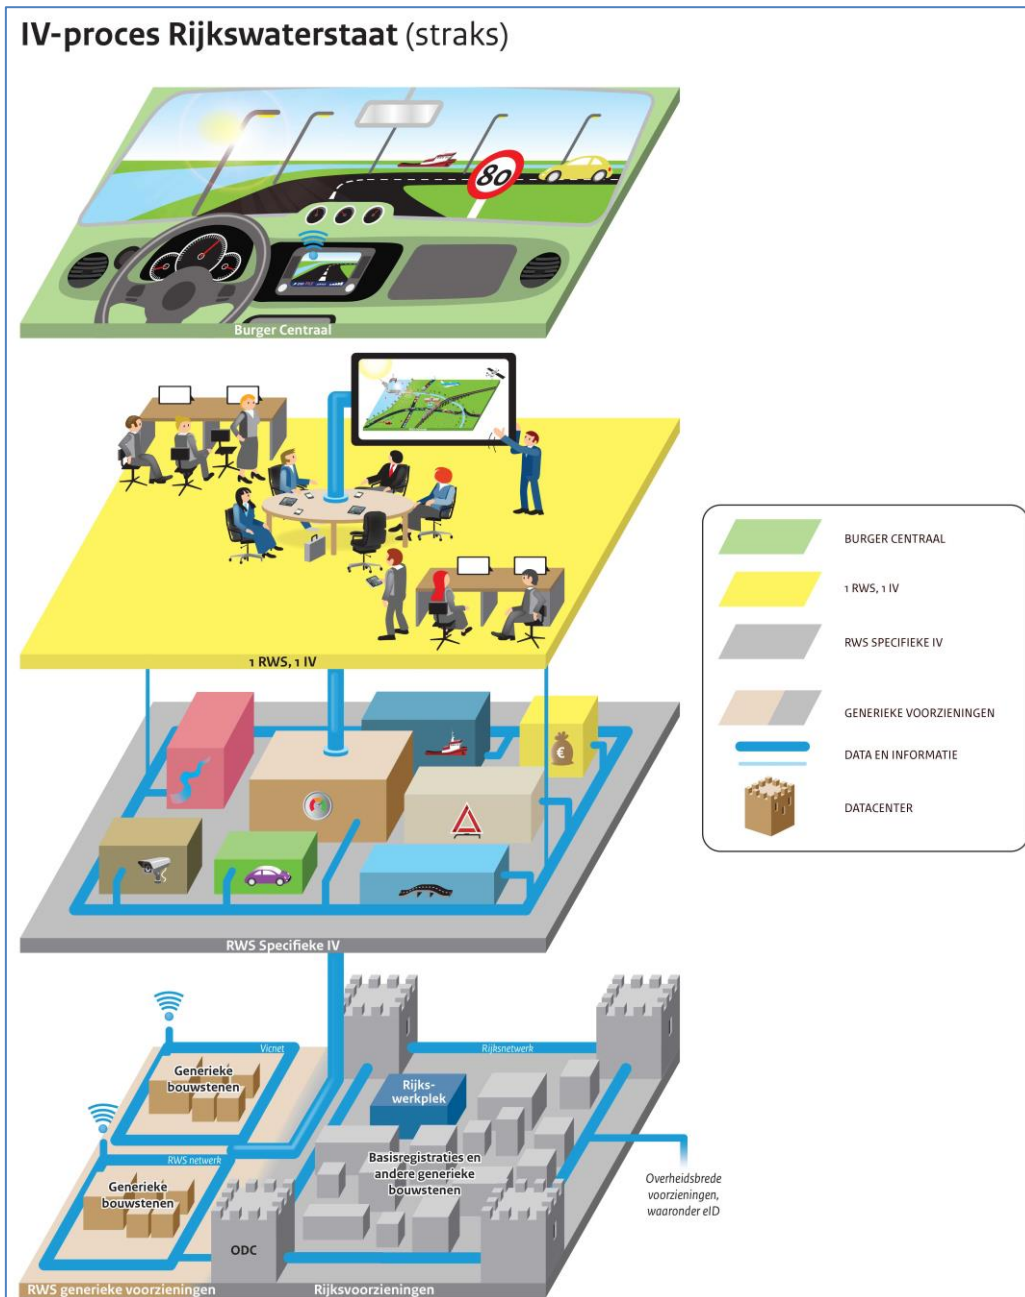 IV-proces Rijkswaterstaat (straks)
80
Burger Centraal
1 RWS, 1 IV
BURGER CENTRAAL
1 RWS, 1 IV
RWS SPECIFIEKE IV
GENERIEKE VOORZIENINGEN
DATA EN INFORMATIE
DATACENTER
€
RWS Specifieke IV
Vicnet
Generieke
bouwstenen
Rijksnetwerk
Rijks-
werkplek
RWS netwerk
Generieke
bouwstenen
Basisregistraties en
andere generieke
bouwstenen
Overheidsbrede
voorzieningen,
waaronder eID
ODC
RWS generieke voorzieningen
Rijksvoorzieningen